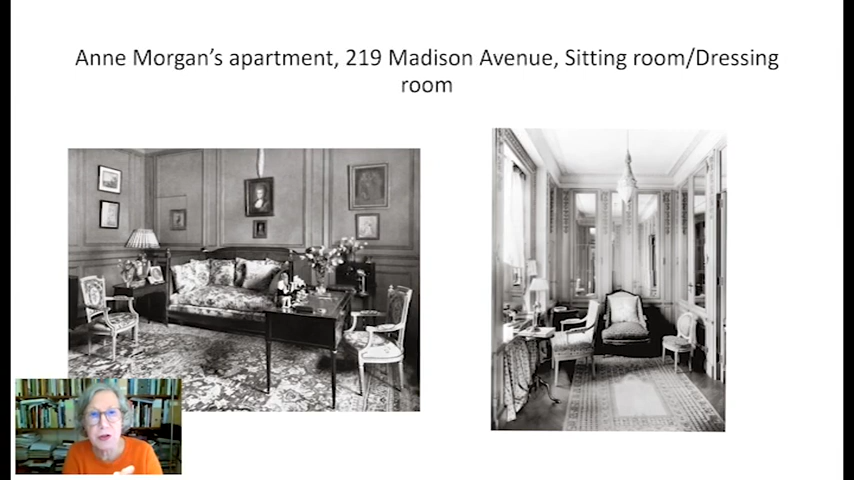 Anne Morgan’s apartment, 219 Madison Avenue, Sitting room/Dressing
room